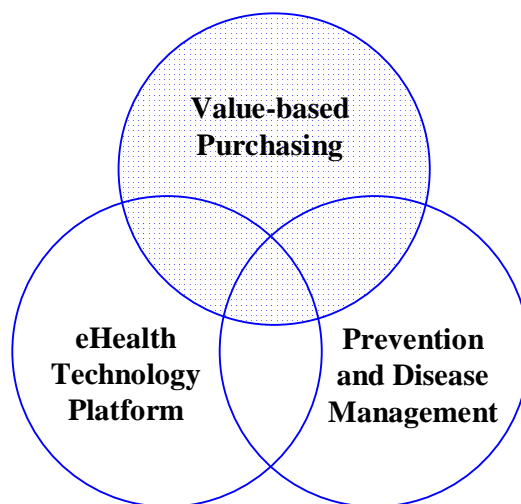 Value-based
Purchasing
eHealth
Technology
Platform
Prevention
and Disease
Management